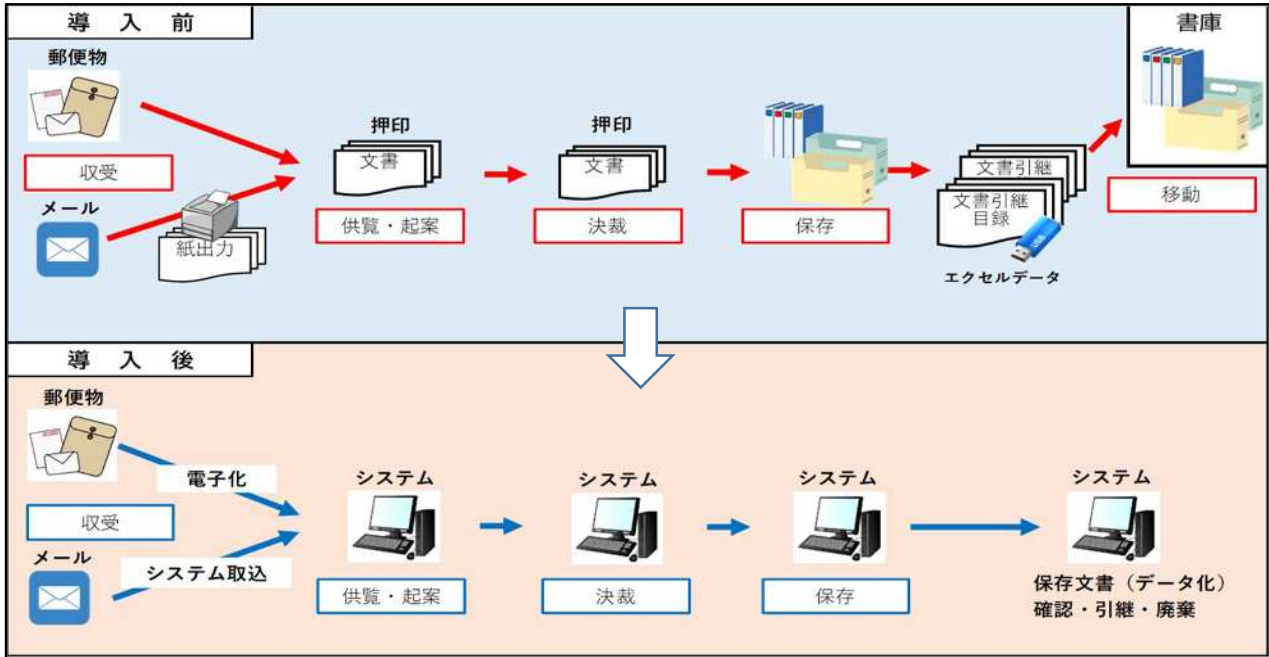 導入前
郵便物
収受
メール
紙出力
押印
文書
供覧・起案
押印
文書
決裁
保存
文書引継
文書引継
目録
USB
エクセルデータ
書庫
移動
導入後
郵便物
電子化
収受
メール
システム取込
システム
供覧・起案
システム
決裁
システム
保存
システム
保存文書（データ化）
確認・引継・廃棄